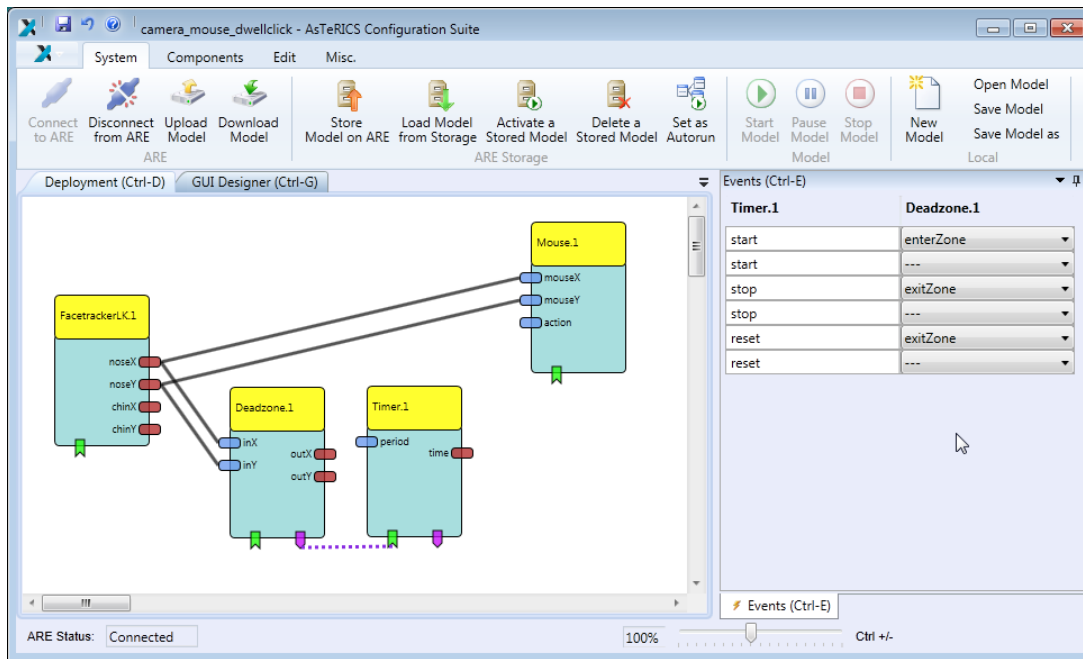 camera_mouse_dwellclick - AsTeRICS Configuration Suite
System Components Edit Misc.
Connect to ARE
Disconnect from ARE
Upload Model
Download Model
ARE
Store Model on ARE
Load Model from Storage
Activate a Stored Model
Delete a Stored Model
Set as Autorun
ARE Storage
Start Model
Pause Model
Stop Model
Model
New Model
Open Model
Save Model
Save Model as
Local
Deployment (Ctrl-D) GUI Designer (Ctrl-G)
Mouse.1
mouseX
mouseY
action
FacetrackerLK.1
noseX
noseY
chinX
chinY
Deadzone.1
inX
inY
outX
outY
Timer.1
period
time
Events (Ctrl-E)
Timer.1 Deadzone.1
start enterZone
start ---
stop exitZone
stop ---
reset exitZone
reset ---
Events (Ctrl-E)
ARE Status: Connected
100%
Ctrl +/-